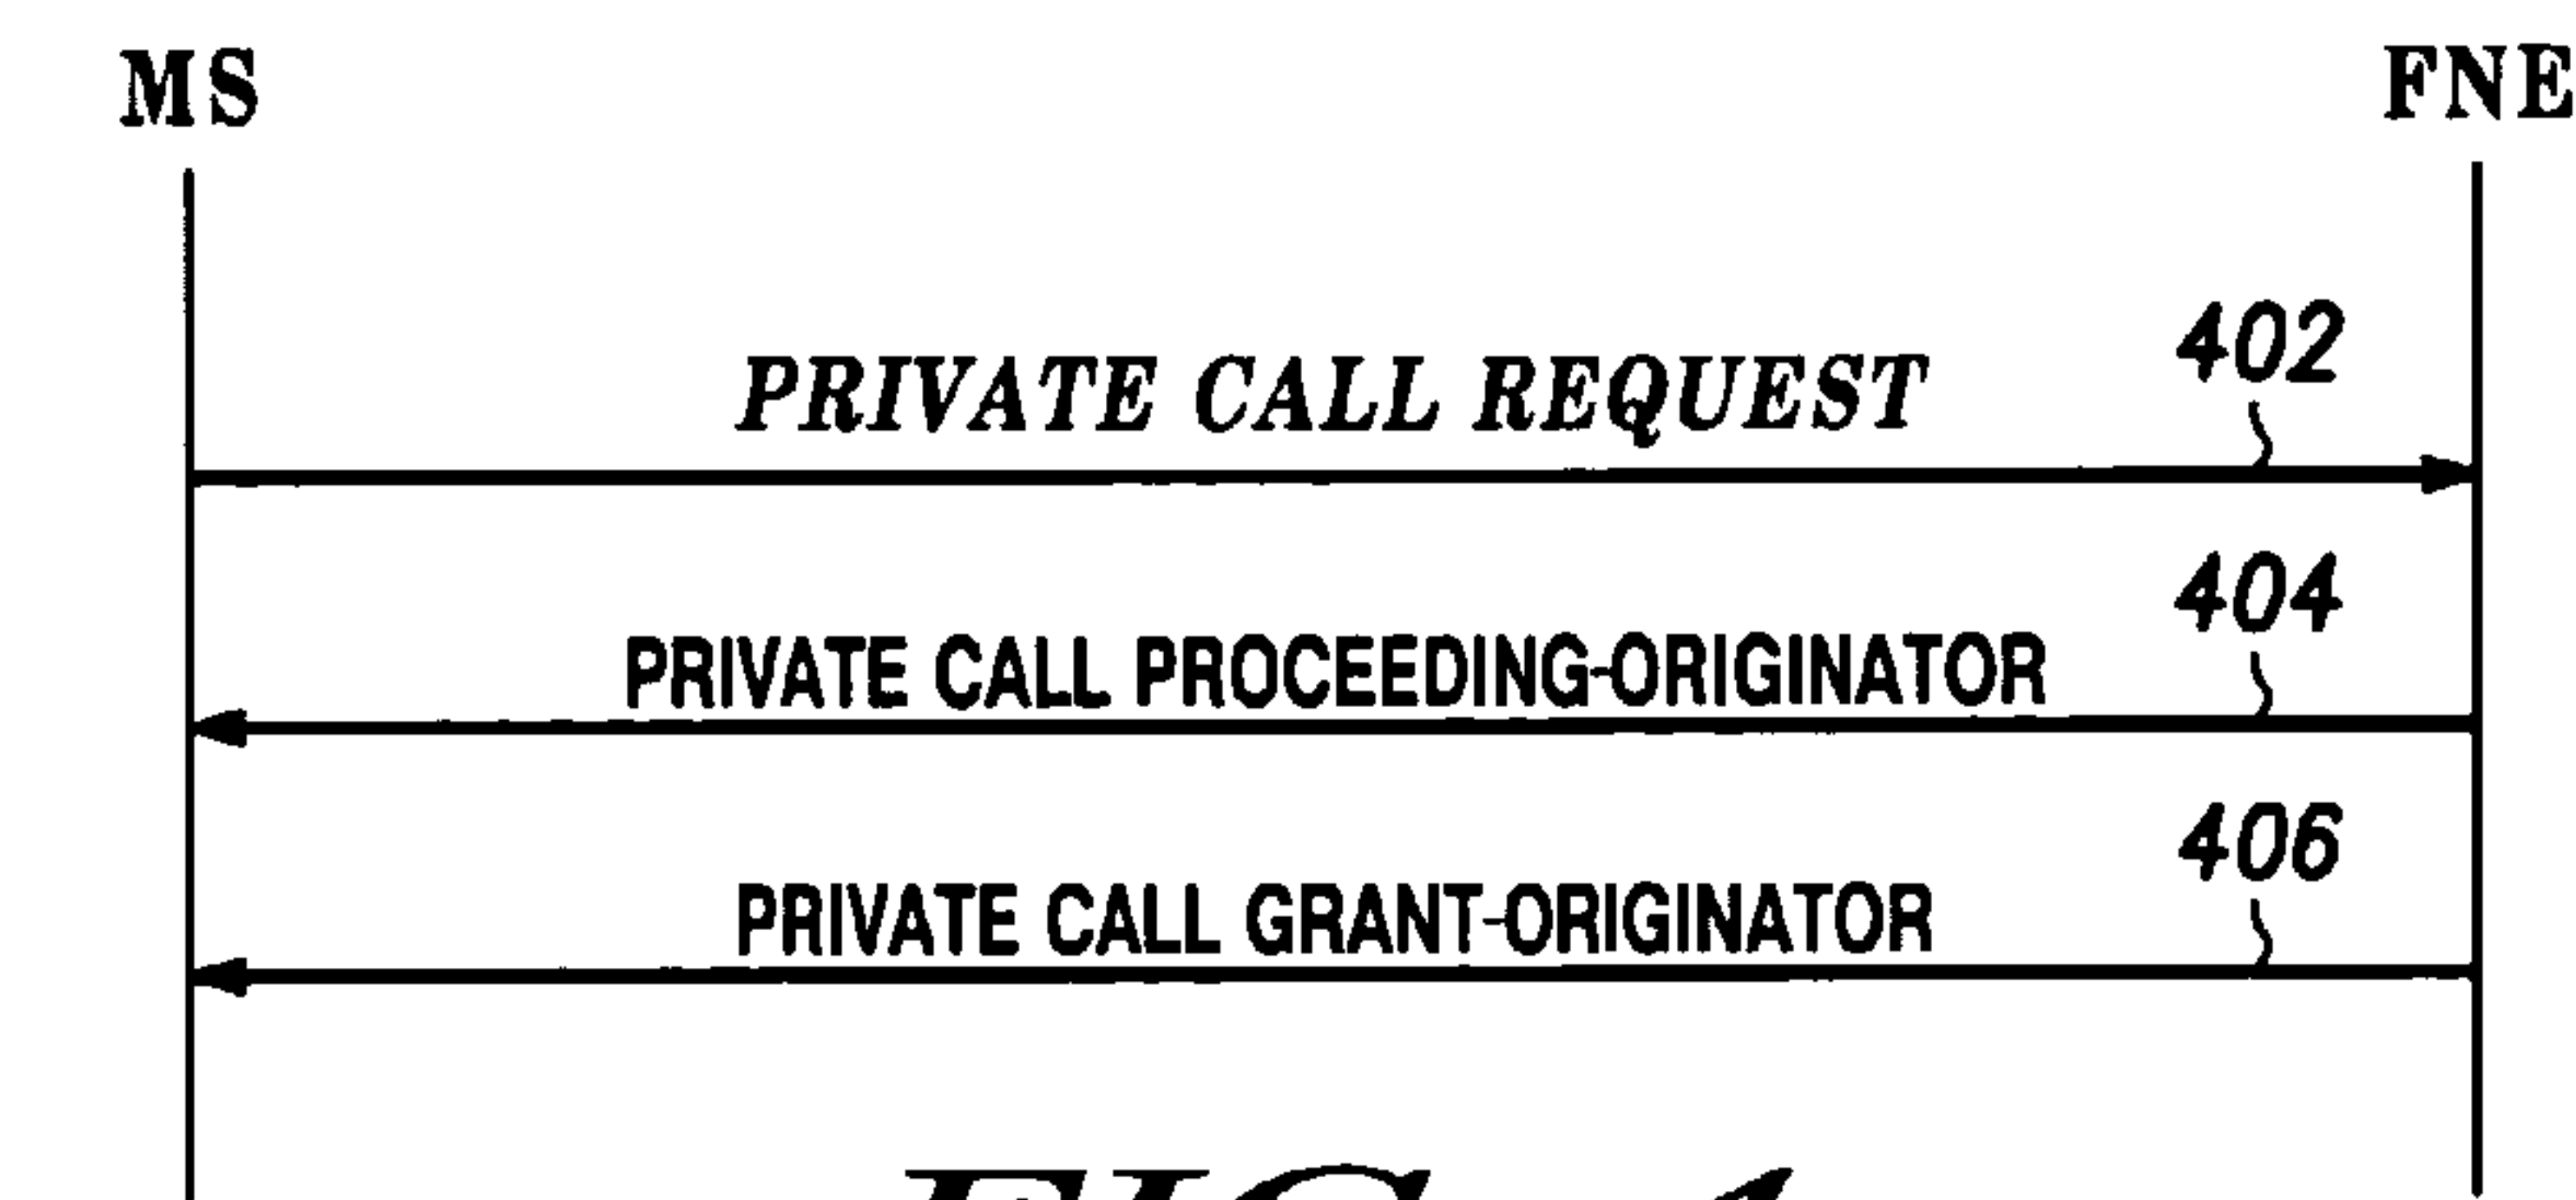 MS FNE
402
PRIVATE CALL REQUEST
404
PRIVATE CALL PROCEEDING-ORIGINATOR
406
PRIVATE CALL GRANT-ORIGINATOR